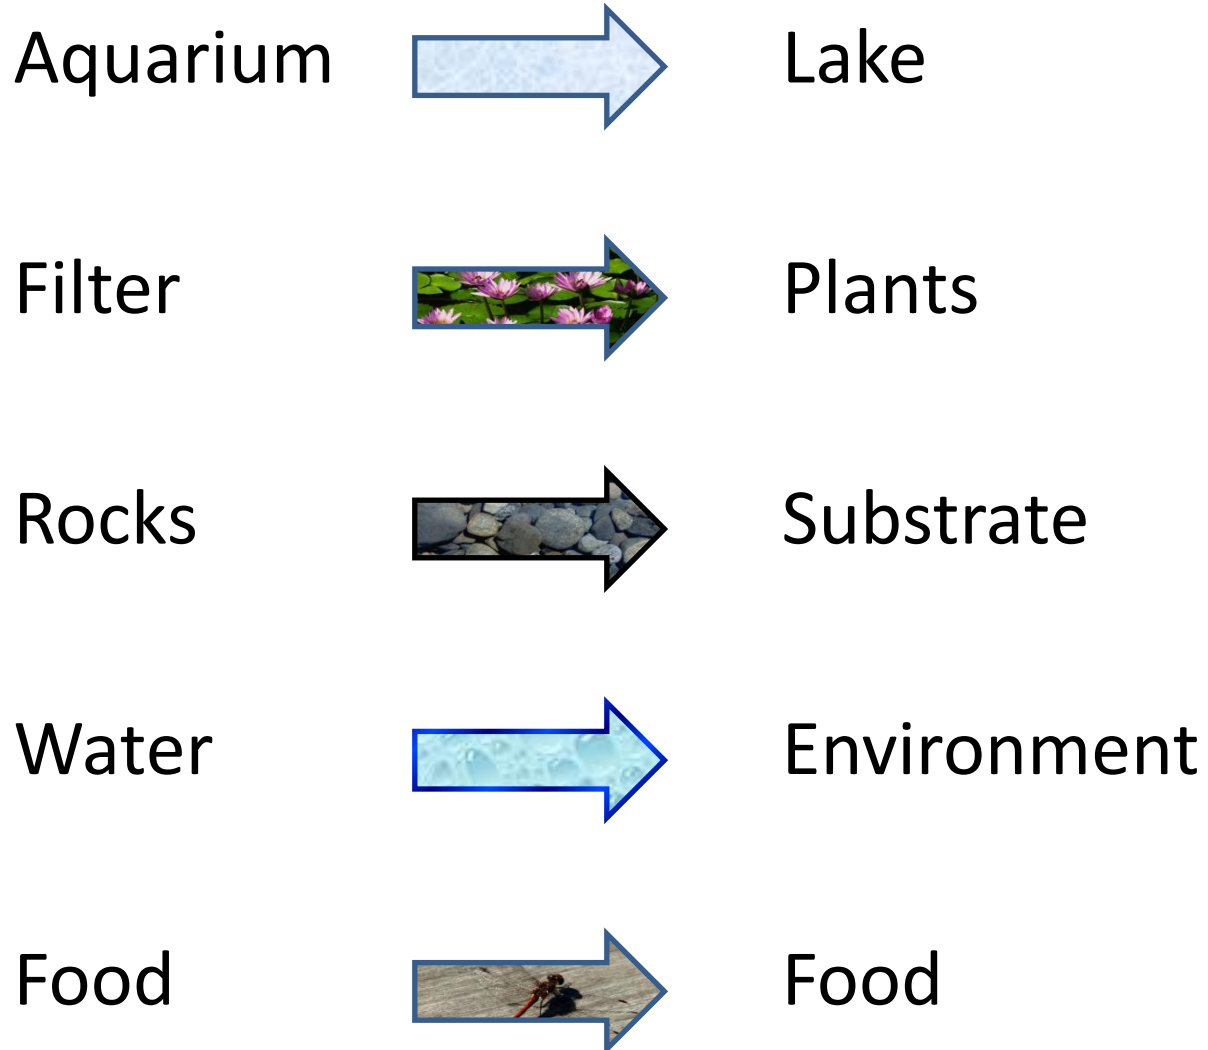 Aquarium Lake
Filter Plants
Rocks Substrate
Water Environment
Food Food